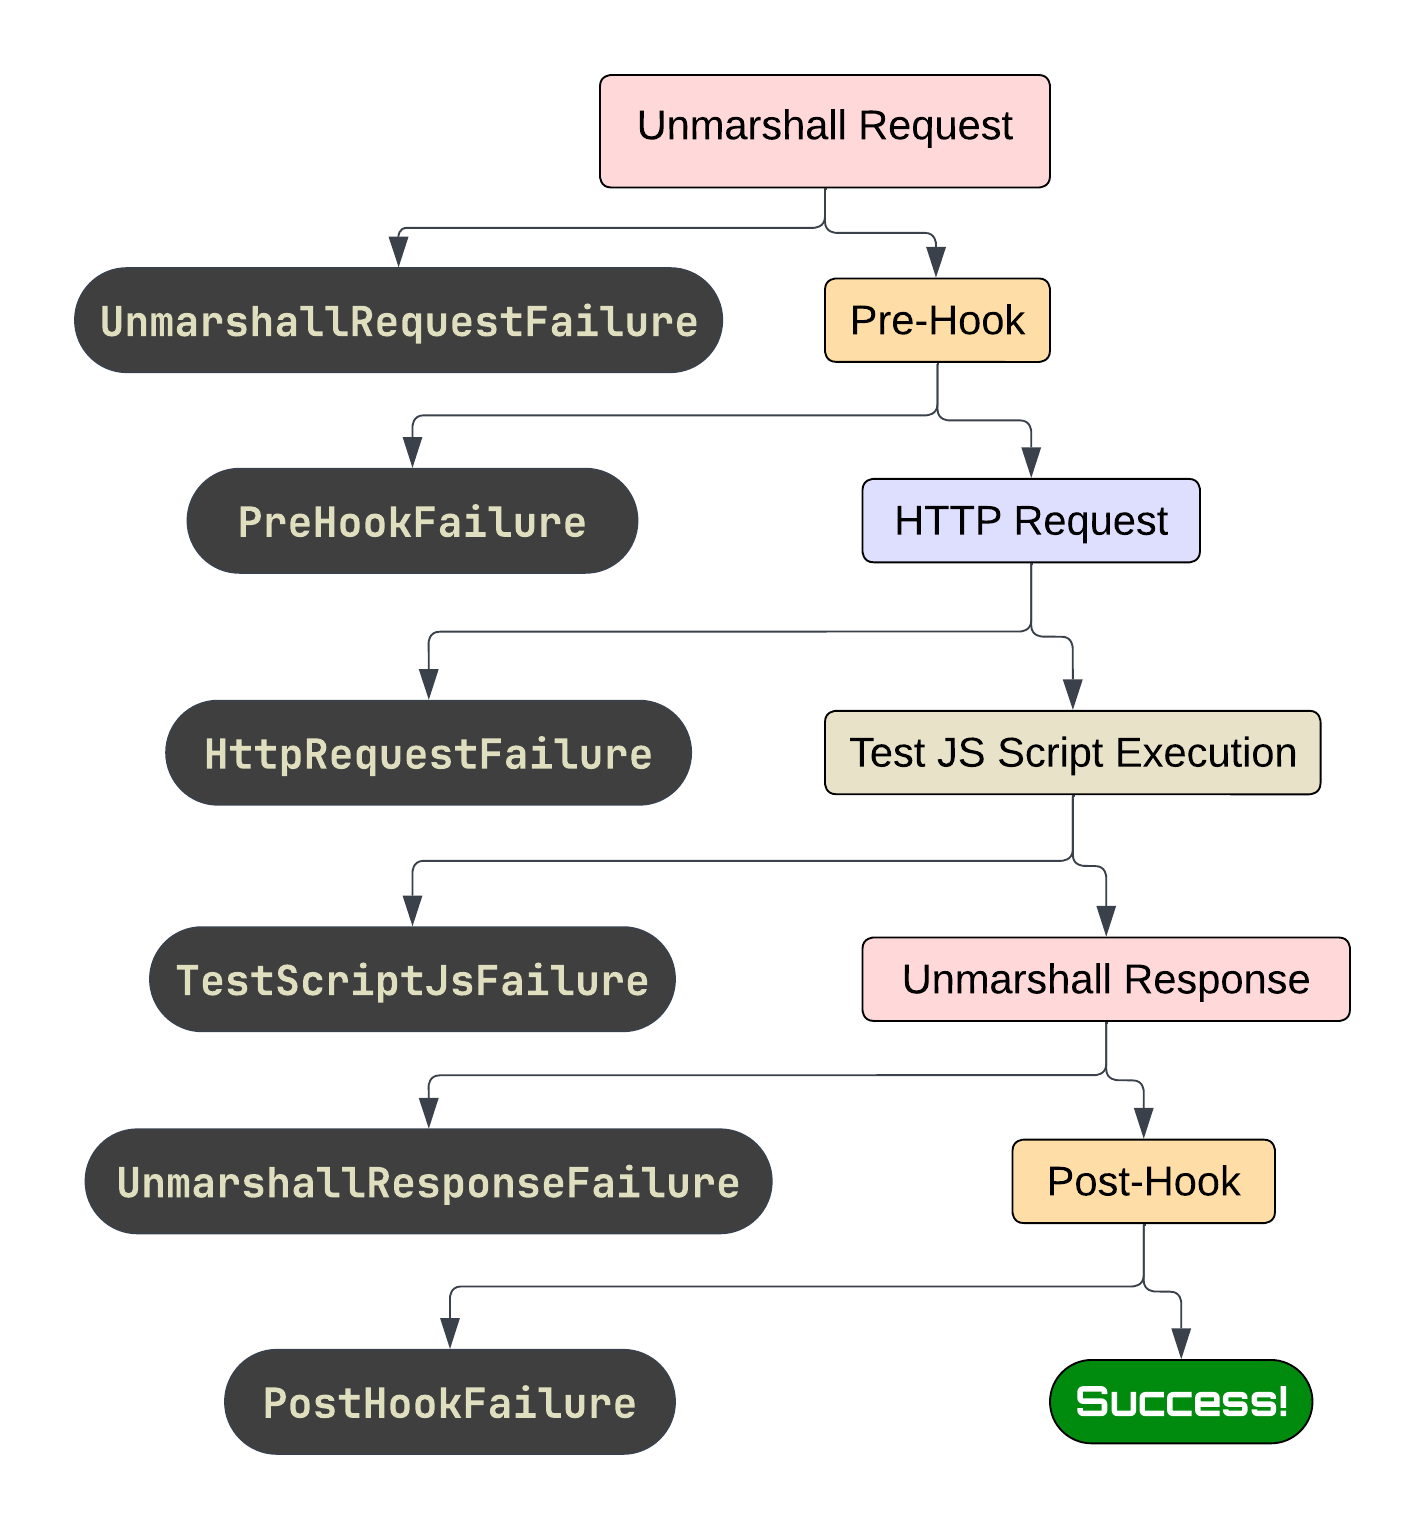 Unmarshall Request
UnmarshallRequestFailure
Pre-Hook
PreHookFailure
HTTP Request
HttpRequestFailure
Test JS Script Execution
TestScriptJsFailure
Unmarshall Response
UnmarshallResponseFailure
Post-Hook
PostHookFailure
Success!